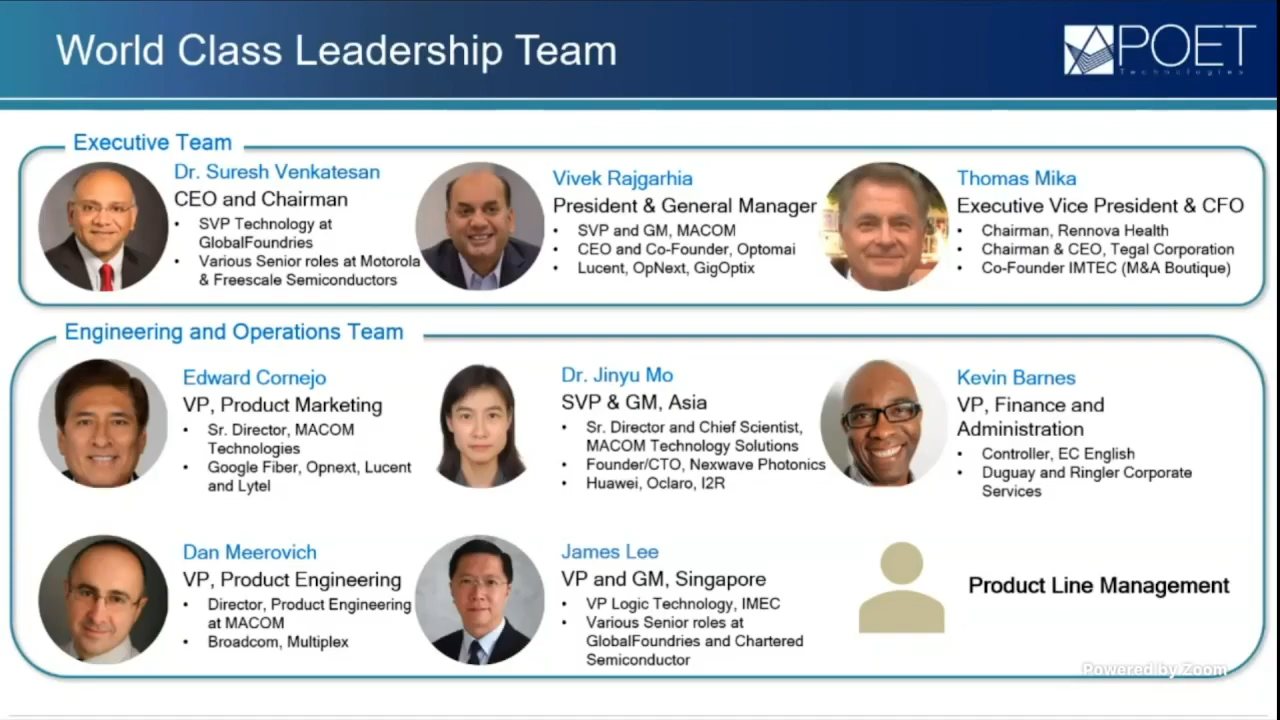 World Class Leadership Team
POET
Technologies
Executive Team
Dr. Suresh Venkatesan
CEO and Chairman
• SVP Technology at
GlobalFoundries
• Various Senior roles at Motorola
& Freescale Semiconductors
Vivek Rajgarhia
President & General Manager
• SVP and GM, MACOM
• CEO and Co-Founder, Optomai
• Lucent, OpNext, GigOptix
Thomas Mika
Executive Vice President & CFO
• Chairman, Rennova Health
• Chairman & CEO, Tegal Corporation
• Co-Founder IMTEC (M&A Boutique)
Engineering and Operations Team
Edward Cornejo
VP, Product Marketing
• Sr. Director, MACOM
Technologies
• Google Fiber, Opnext, Lucent
and Lytel
Dr. Jinyu Mo
SVP & GM, Asia
• Sr. Director and Chief Scientist,
MACOM Technology Solutions
• Founder/CTO, Nexwave Photonics
• Huawei, Oclaro, I2R
Kevin Barnes
VP, Finance and
Administration
• Controller, EC English
• Duguay and Ringler Corporate
Services
Dan Meerovich
VP, Product Engineering
• Director, Product Engineering
at MACOM
• Broadcom, Multiplex
James Lee
VP and GM, Singapore
• VP Logic Technology, IMEC
• Various Senior roles at
GlobalFoundries and Chartered
Semiconductor
Product Line Management
Powered by Zoom